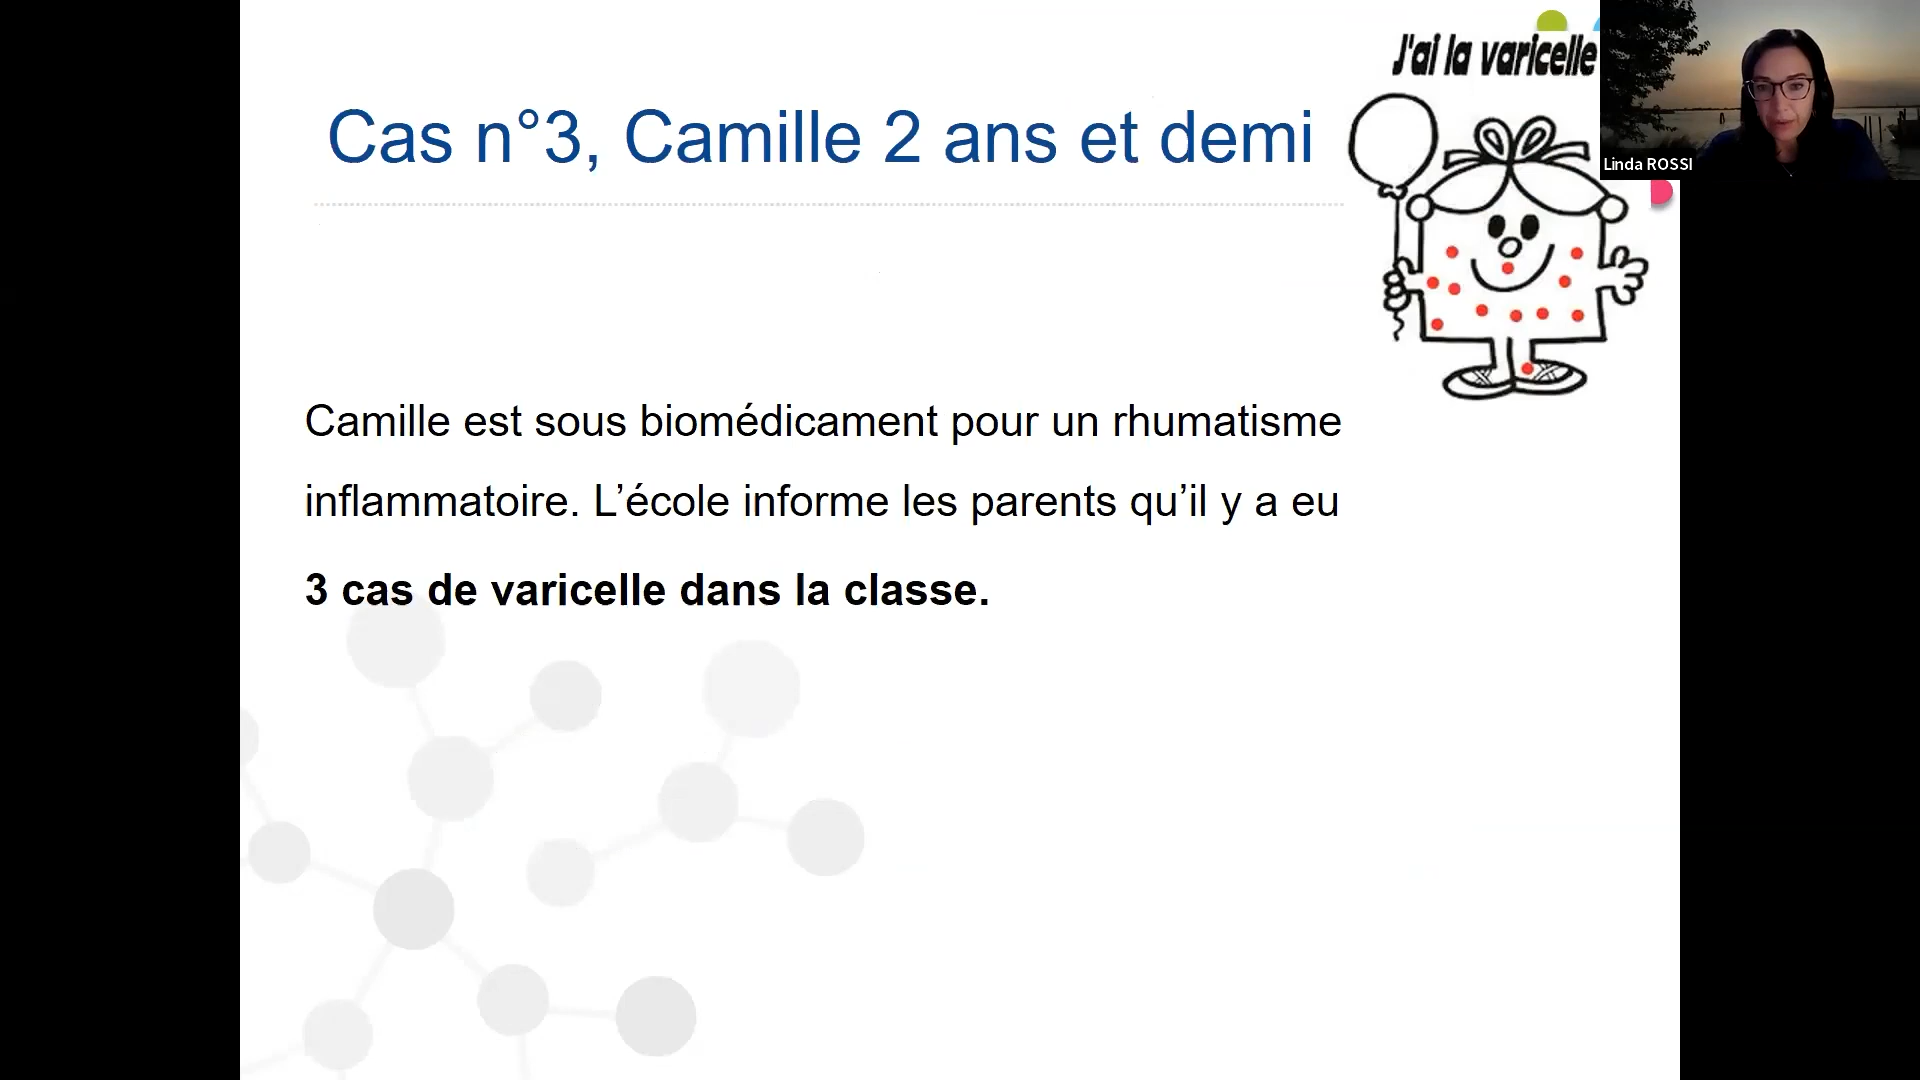 J'ai la varicelle
Cas n°3, Camille 2 ans et demi
Linda ROSSI
Camille est sous biomédicament pour un rhumatisme
inflammatoire. L’école informe les parents qu’il y a eu
3 cas de varicelle dans la classe.